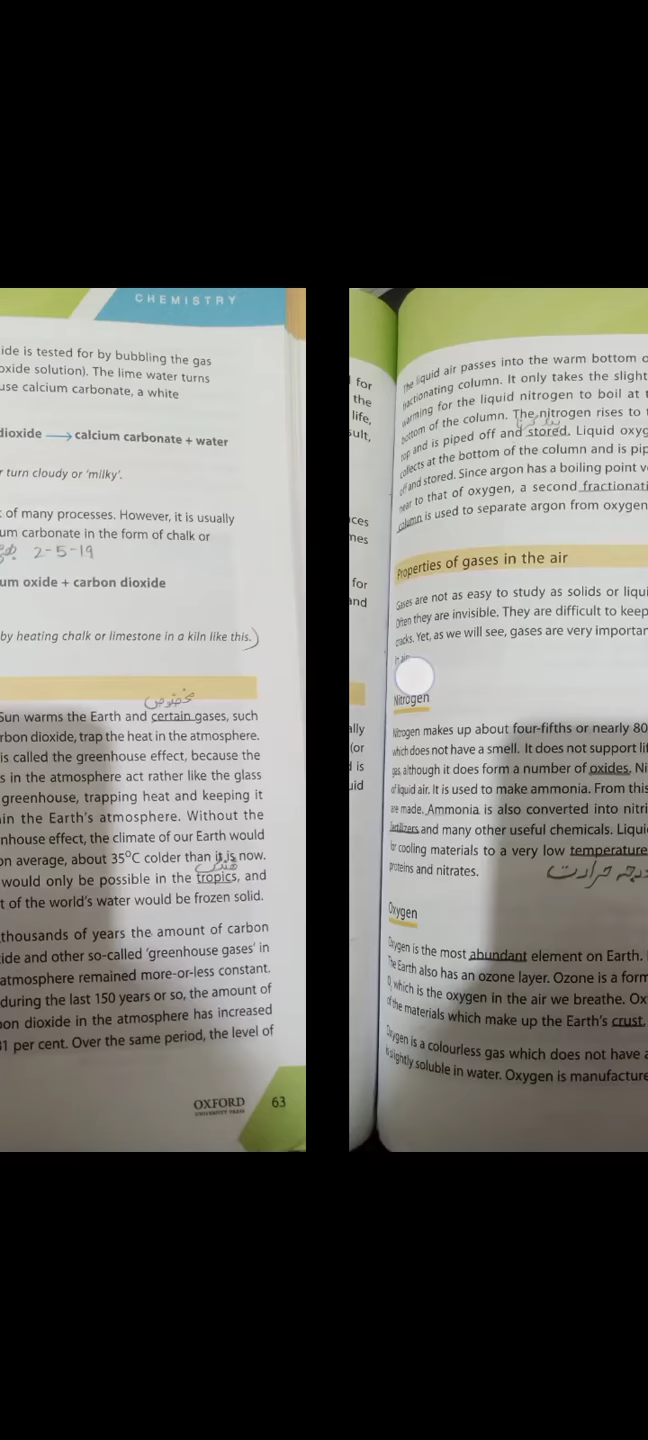 CHEMISTRY
ide is tested for by bubbling the gas
oxide solution). The lime water turns
use calcium carbonate, a white
dioxide → calcium carbonate + water
r turn cloudy or 'milky'.
of many processes. However, it is usually
um carbonate in the form of chalk or
2-5-19
um oxide + carbon dioxide
by heating chalk or limestone in a kiln like this.)
مخصوص
Sun warms the Earth and certain gases, such
rbon dioxide, trap the heat in the atmosphere.
is called the greenhouse effect, because the
s in the atmosphere act rather like the glass
greenhouse, trapping heat and keeping it
in the Earth's atmosphere. Without the
nhouse effect, the climate of our Earth would
on average, about 35°C colder than it is now.
would only be possible in the tropics, and
t of the world's water would be frozen solid.
thousands of years the amount of carbon
ide and other so-called 'greenhouse gases' in
atmosphere remained more-or-less constant.
during the last 150 years or so, the amount of
bon dioxide in the atmosphere has increased
31 per cent. Over the same period, the level of
OXFORD
UNIVERSITY PRESS
63
for
the
life,
sult,
ces
nes
for
and
ally
(or
d is
uid
The liquid air passes into the warm bottom o
fractionating column. It only takes the slight
warming for the liquid nitrogen to boil at t
bottom of the column. The nitrogen rises to t
top and is piped off and stored. Liquid oxyg
collects at the bottom of the column and is pip
off and stored. Since argon has a boiling point v
near to that of oxygen, a second fractionati
column is used to separate argon from oxygen
Properties of gases in the air
Gases are not as easy to study as solids or liqui
Often they are invisible. They are difficult to keep
cracks. Yet, as we will see, gases are very importan
in air
Nitrogen
Nitrogen makes up about four-fifths or nearly 80
which does not have a smell. It does not support lif
gas, although it does form a number of oxides. Ni
of liquid air. It is used to make ammonia. From this
are made. Ammonia is also converted into nitri
fertilizers and many other useful chemicals. Liquid
for cooling materials to a very low temperature
proteins and nitrates.
درجہ حرارت
Oxygen
Oxygen is the most abundant element on Earth.
The Earth also has an ozone layer. Ozone is a form
O, which is the oxygen in the air we breathe. Ox
of the materials which make up the Earth's crust.
Oxygen is a colourless gas which does not have a
is slightly soluble in water. Oxygen is manufacture